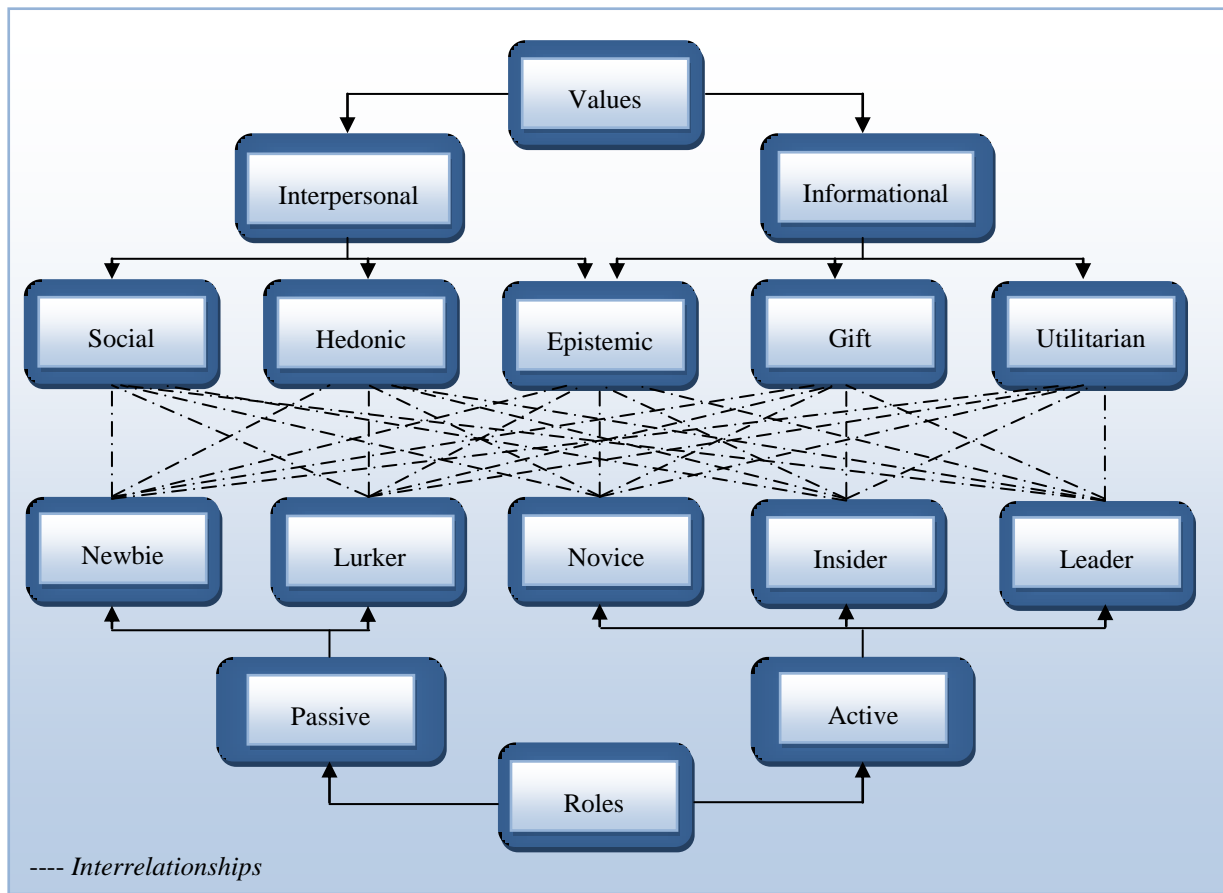 Values
Interpersonal
Informational
Social
Hedonic
Epistemic
Gift
Utilitarian
Newbie
Lurker
Novice
Insider
Leader
Passive
Active
Roles
---- Interrelationships